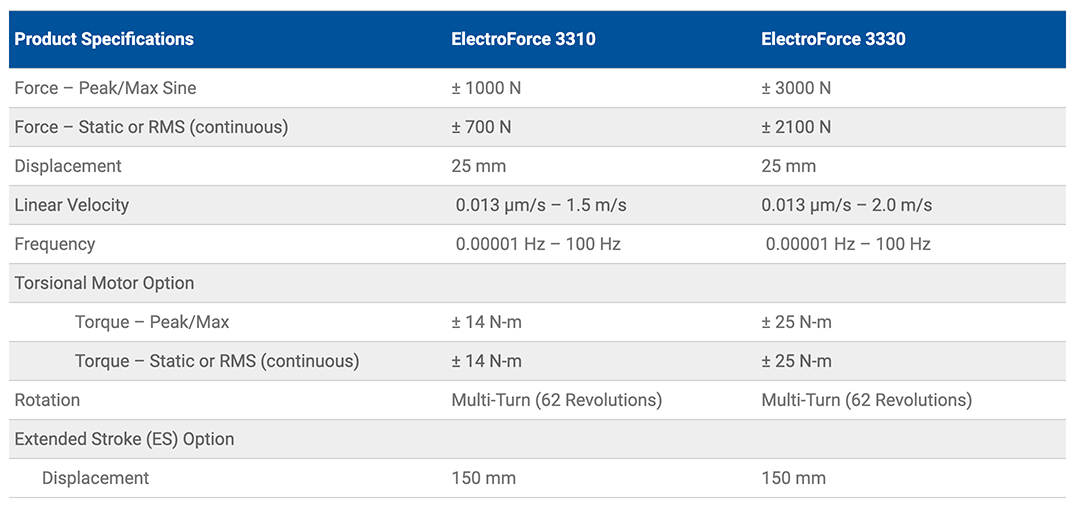 Product Specifications ElectroForce 3310 ElectroForce 3330
Force – Peak/Max Sine ± 1000 N ± 3000 N
Force – Static or RMS (continuous) ± 700 N ± 2100 N
Displacement 25 mm 25 mm
Linear Velocity 0.013 µm/s – 1.5 m/s 0.013 µm/s – 2.0 m/s
Frequency 0.00001 Hz – 100 Hz 0.00001 Hz – 100 Hz
Torsional Motor Option
Torque – Peak/Max ± 14 N-m ± 25 N-m
Torque – Static or RMS (continuous) ± 14 N-m ± 25 N-m
Rotation Multi-Turn (62 Revolutions) Multi-Turn (62 Revolutions)
Extended Stroke (ES) Option
Displacement 150 mm 150 mm